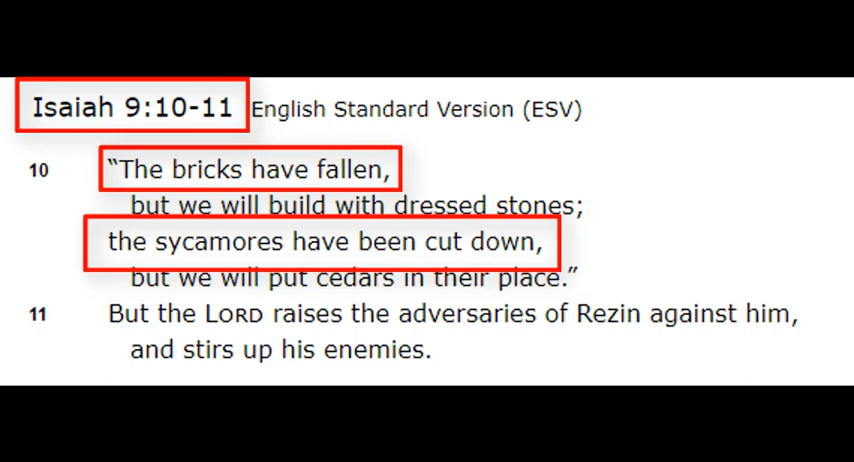 Isaiah 9:10-11 English Standard Version (ESV)
10 “The bricks have fallen,
but we will build with dressed stones;
the sycamores have been cut down,
but we will put cedars in their place.”
11 But the LORD raises the adversaries of Rezin against him,
and stirs up his enemies.